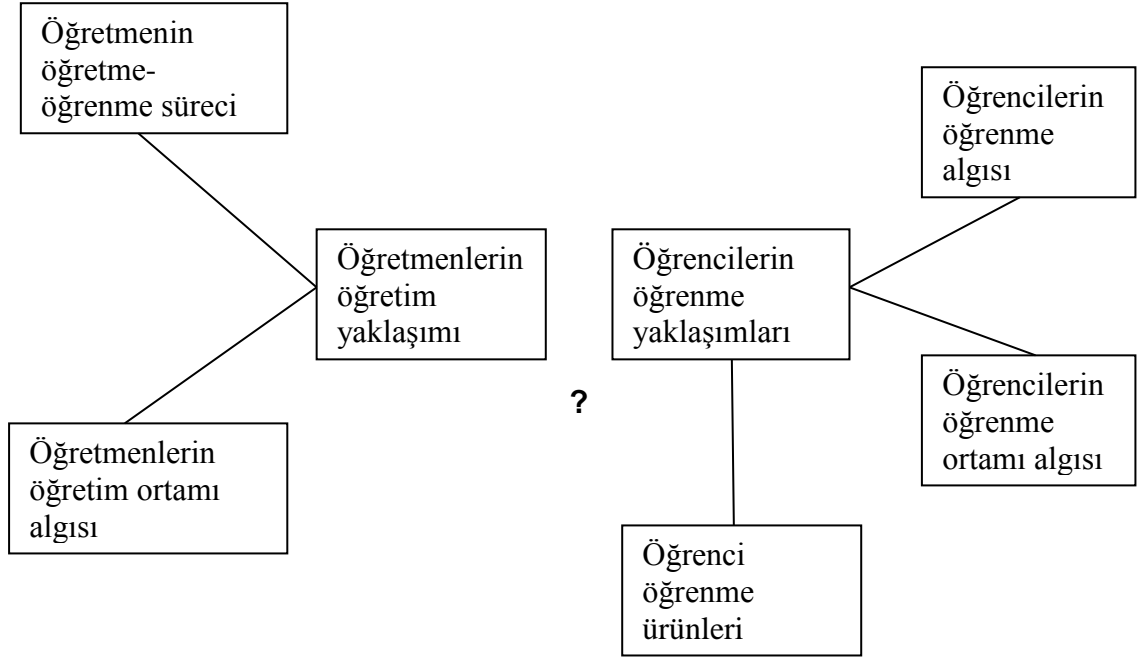 Öğretmenin
öğretme-
öğrenme süreci
Öğrencilerin
öğrenme
algısı
Öğretmenlerin
öğretim
yaklaşımı
Öğrencilerin
öğrenme
yaklaşımları
?
Öğrencilerin
öğrenme
ortamı algısı
Öğretmenlerin
öğretim ortamı
algısı
Öğrenci
öğrenme
ürünleri